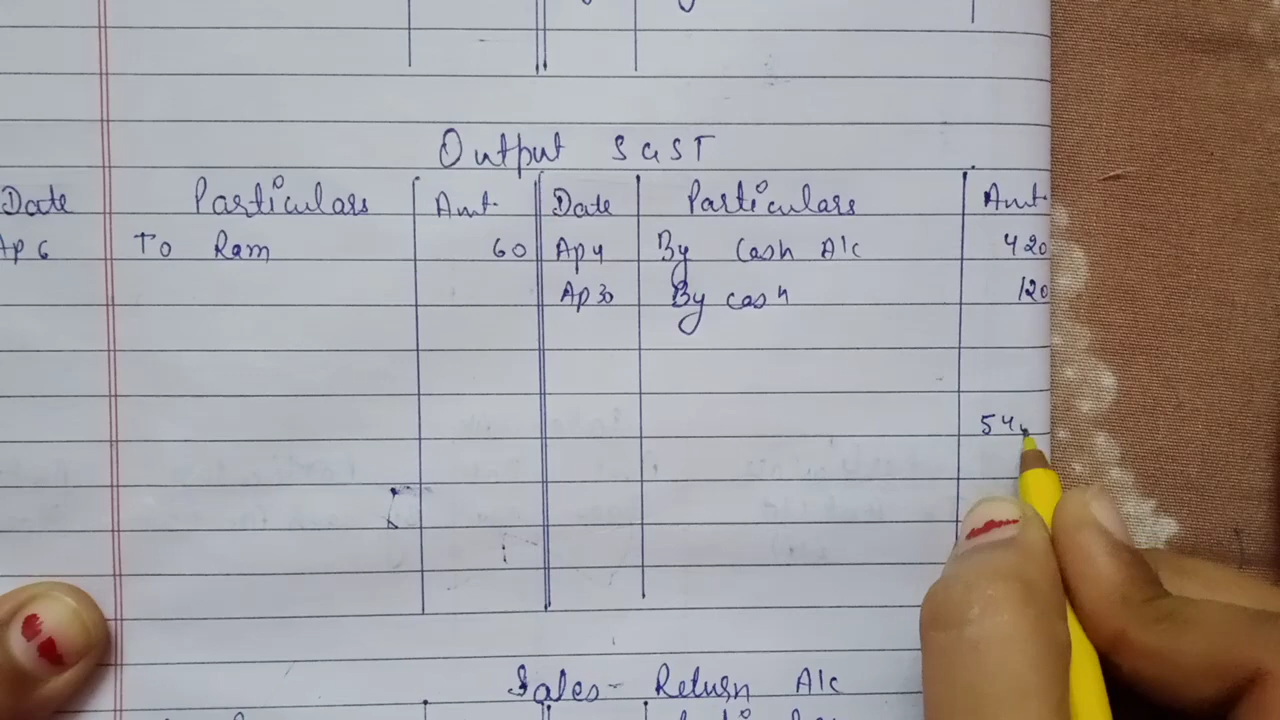 Output SGST
Date Particulars Amt. Date Particulars Amt.
Ap 6 To Ram 60 Ap 4 By Cash A/c 420
Ap 30 By cash 120
54
Sales- Return A/c